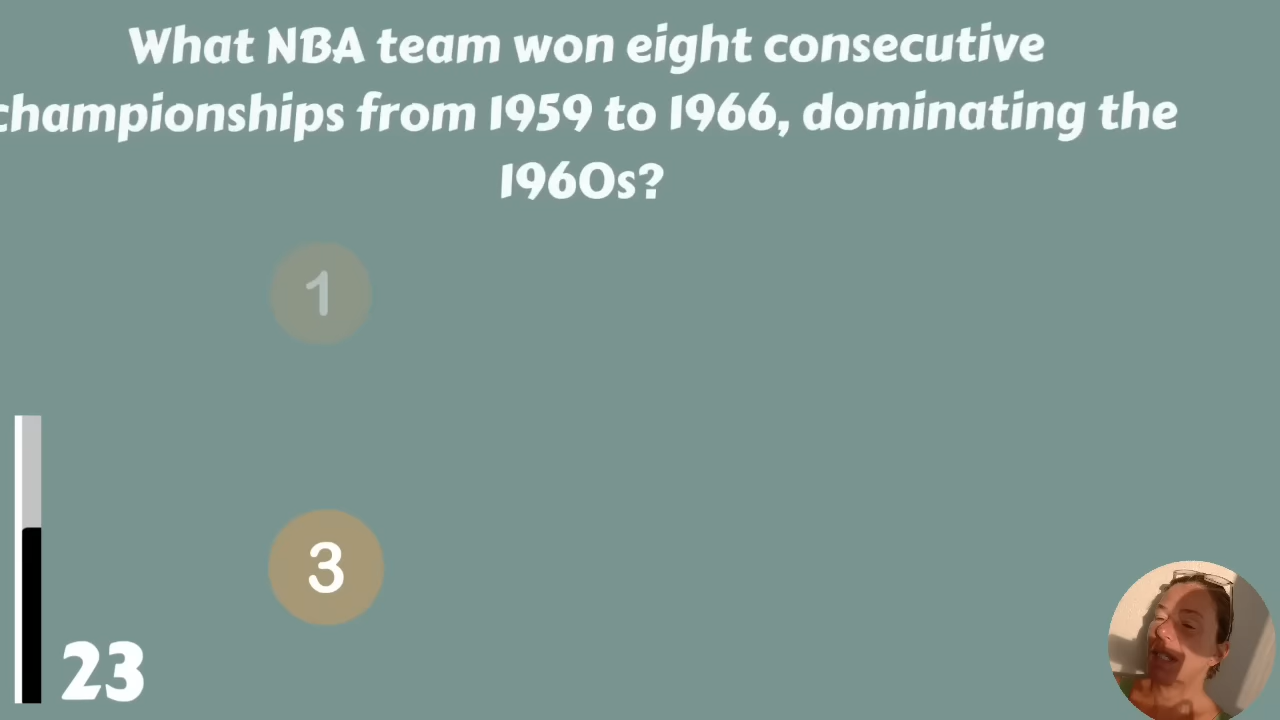 What NBA team won eight consecutive
championships from 1959 to 1966, dominating the
1960s?
1
3
23